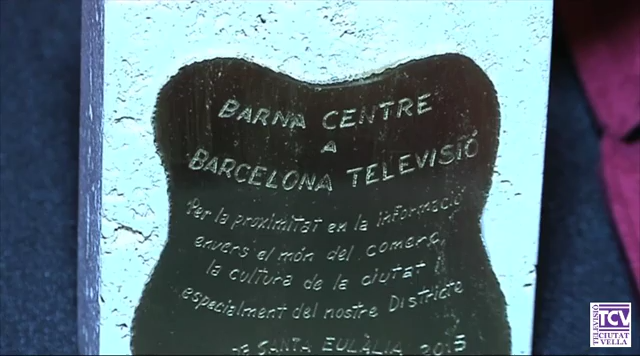 BARNA CENTRE
A
BARCELONA TELEVISIÓ
Per la proximitat en la informació
envers el món del comerç,
la cultura de la ciutat i
especialment del nostre Districte
de SANTA EULÀLIA 2015
TELEVISIÓ
TCV
CIUTAT
VELLA